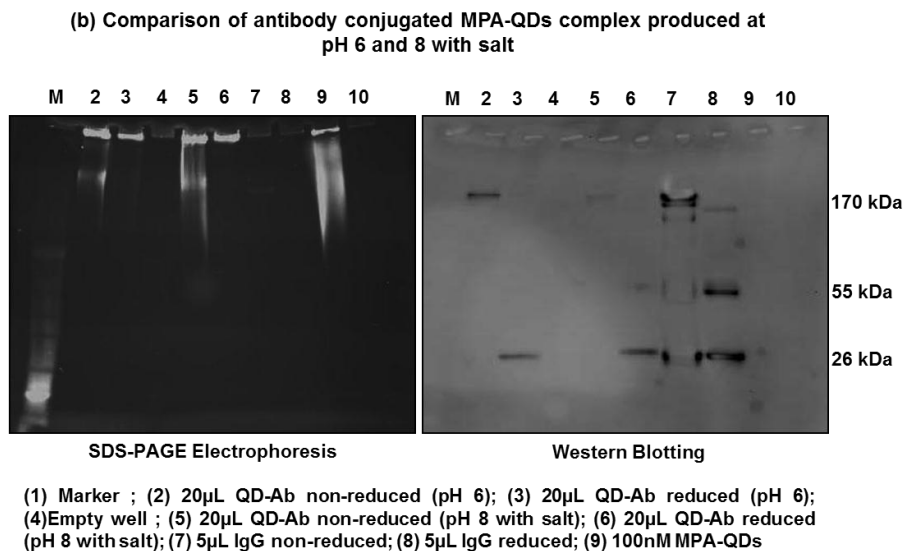 (b) Comparison of antibody conjugated MPA-QDs complex produced at
pH 6 and 8 with salt
M 2 3 4 5 6 7 8 9 10
M 2 3 4 5 6 7 8 9 10
170 kDa
55 kDa
26 kDa
SDS-PAGE Electrophoresis
Western Blotting
(1) Marker ; (2) 20µL QD-Ab non-reduced (pH 6); (3) 20µL QD-Ab reduced (pH 6);
(4)Empty well ; (5) 20µL QD-Ab non-reduced (pH 8 with salt); (6) 20µL QD-Ab reduced
(pH 8 with salt); (7) 5µL IgG non-reduced; (8) 5µL IgG reduced; (9) 100nM MPA-QDs